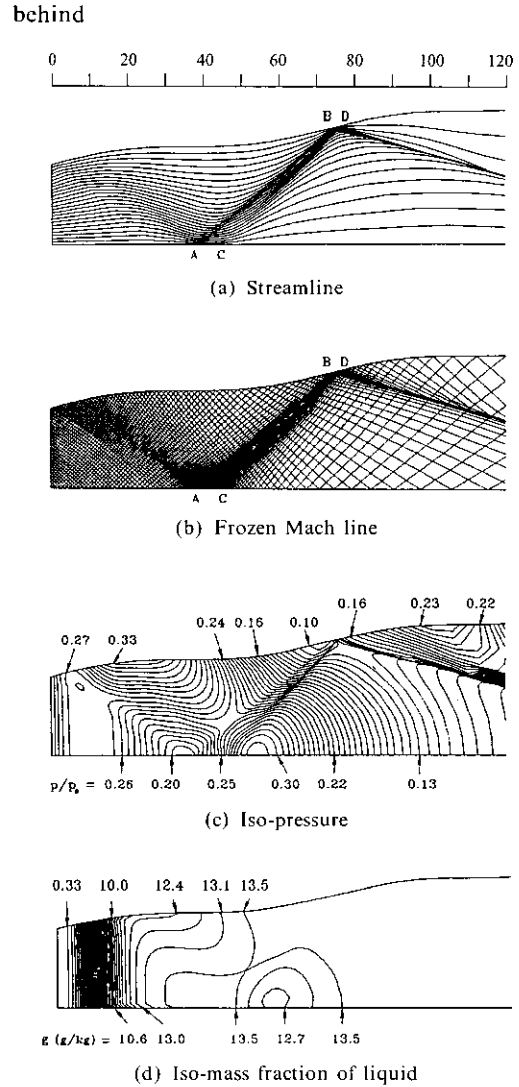 behind
0 20 40 60 80 100 120
B D
A C
(a) Streamline
B D
A C
(b) Frozen Mach line
0.27 0.33 0.24 0.15 0.10 0.16 0.23 0.22
p/pₒ = 0.26 0.20 0.25 0.30 0.22 0.13
(c) Iso-pressure
0.33 10.0 12.4 13.1 13.5
g (g/kg) = 10.6 13.0 13.5 12.7 13.5
(d) Iso-mass fraction of liquid